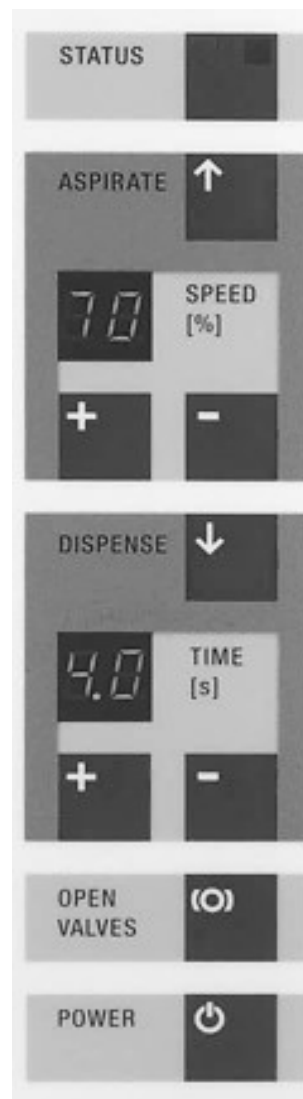 STATUS
ASPIRATE ↑
70 SPEED
[%]
+ -
DISPENSE ↓
4.0 TIME
[s]
+ -
OPEN
VALVES
POWER